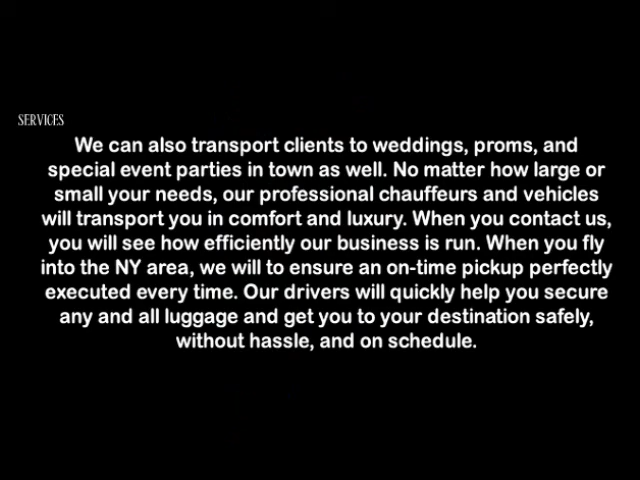 SERVICES
We can also transport clients to weddings, proms, and
special event parties in town as well. No matter how large or
small your needs, our professional chauffeurs and vehicles
will transport you in comfort and luxury. When you contact us,
you will see how efficiently our business is run. When you fly
into the NY area, we will to ensure an on-time pickup perfectly
executed every time. Our drivers will quickly help you secure
any and all luggage and get you to your destination safely,
without hassle, and on schedule.